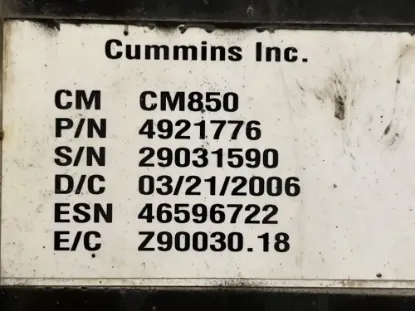 Cummins Inc.
CM CM850
P/N 4921776
S/N 29031590
D/C 03/21/2006
ESN 46596722
E/C Z90030.18